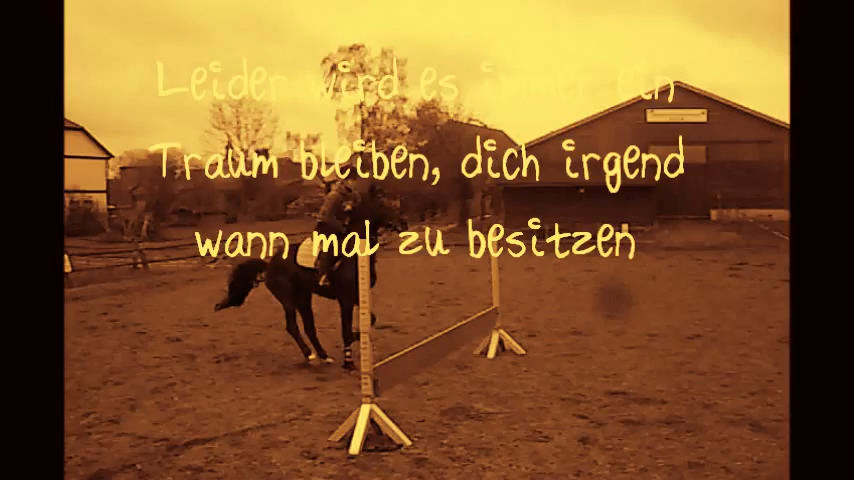 Leider wird es immer ein
Traum bleiben, dich irgend
wann mal zu besitzen